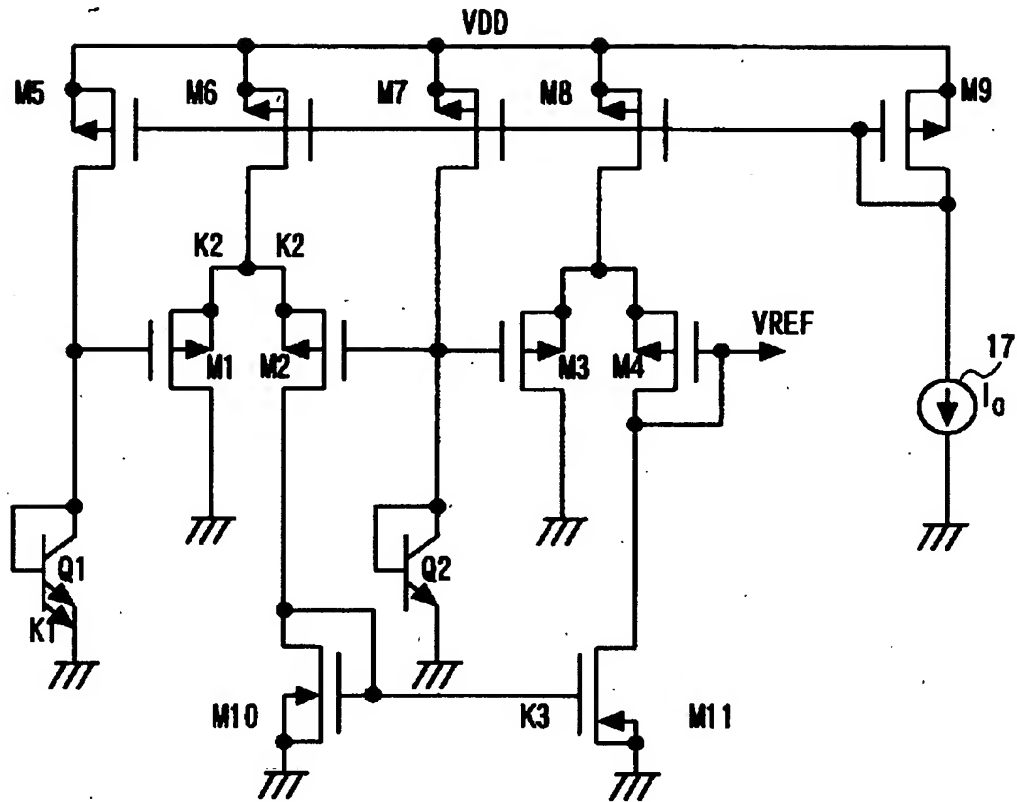 VDD
M5 M6 M7 M8 M9
K2 K2
M1 M2 M3 M4 VREF
17
I0
Q1 Q2
K1
M10 K3 M11